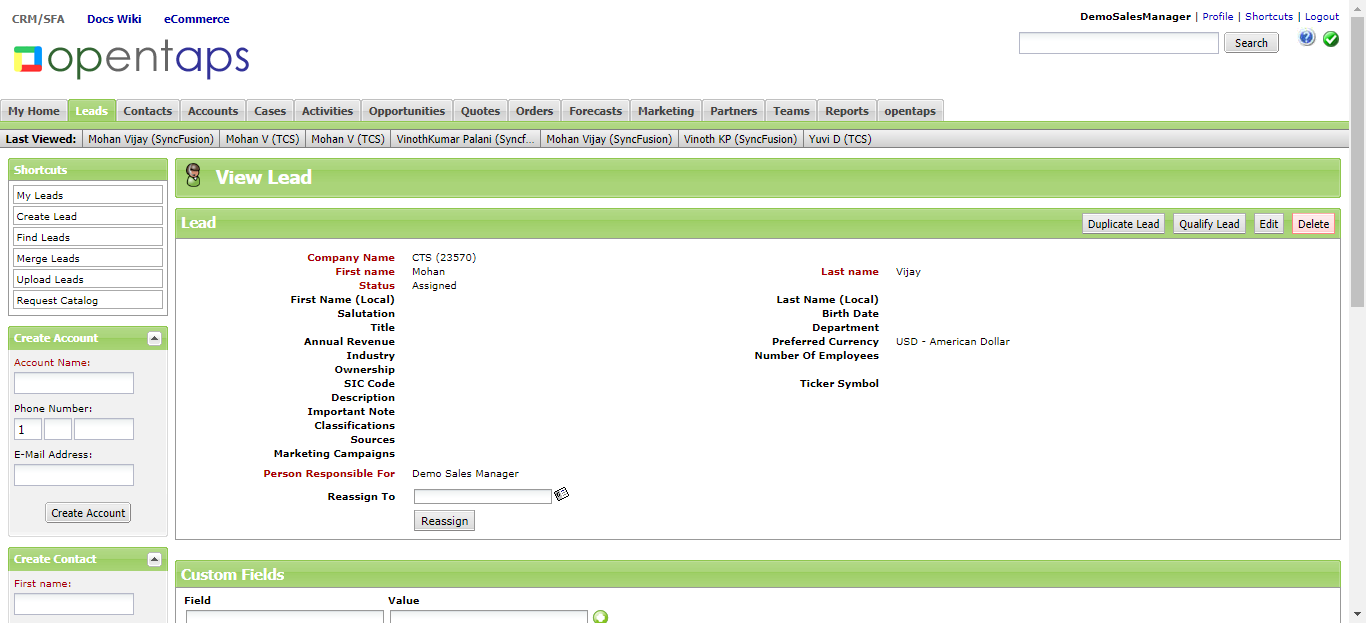 CRM/SFA Docs Wiki eCommerce
DemoSalesManager | Profile | Shortcuts | Logout
opentaps
Search
My Home Leads Contacts Accounts Cases Activities Opportunities Quotes Orders Forecasts Marketing Partners Teams Reports opentaps
Last Viewed: Mohan Vijay (SyncFusion) Mohan V (TCS) Mohan V (TCS) VinothKumar Palani (Syncf... Mohan Vijay (SyncFusion) Vinoth KP (SyncFusion) Yuvi D (TCS)
Shortcuts
My Leads
Create Lead
Find Leads
Merge Leads
Upload Leads
Request Catalog
Create Account
Account Name:
Phone Number:
1
E-Mail Address:
Create Account
Create Contact
First name:
View Lead
Lead
Duplicate Lead Qualify Lead Edit Delete
Company Name CTS (23570)
First name Mohan Last name Vijay
Status Assigned
First Name (Local) Last Name (Local)
Salutation Birth Date
Title Department
Annual Revenue Preferred Currency USD - American Dollar
Industry Number Of Employees
Ownership
SIC Code Ticker Symbol
Description
Important Note
Classifications
Sources
Marketing Campaigns
Person Responsible For Demo Sales Manager
Reassign To
Reassign
Custom Fields
Field Value